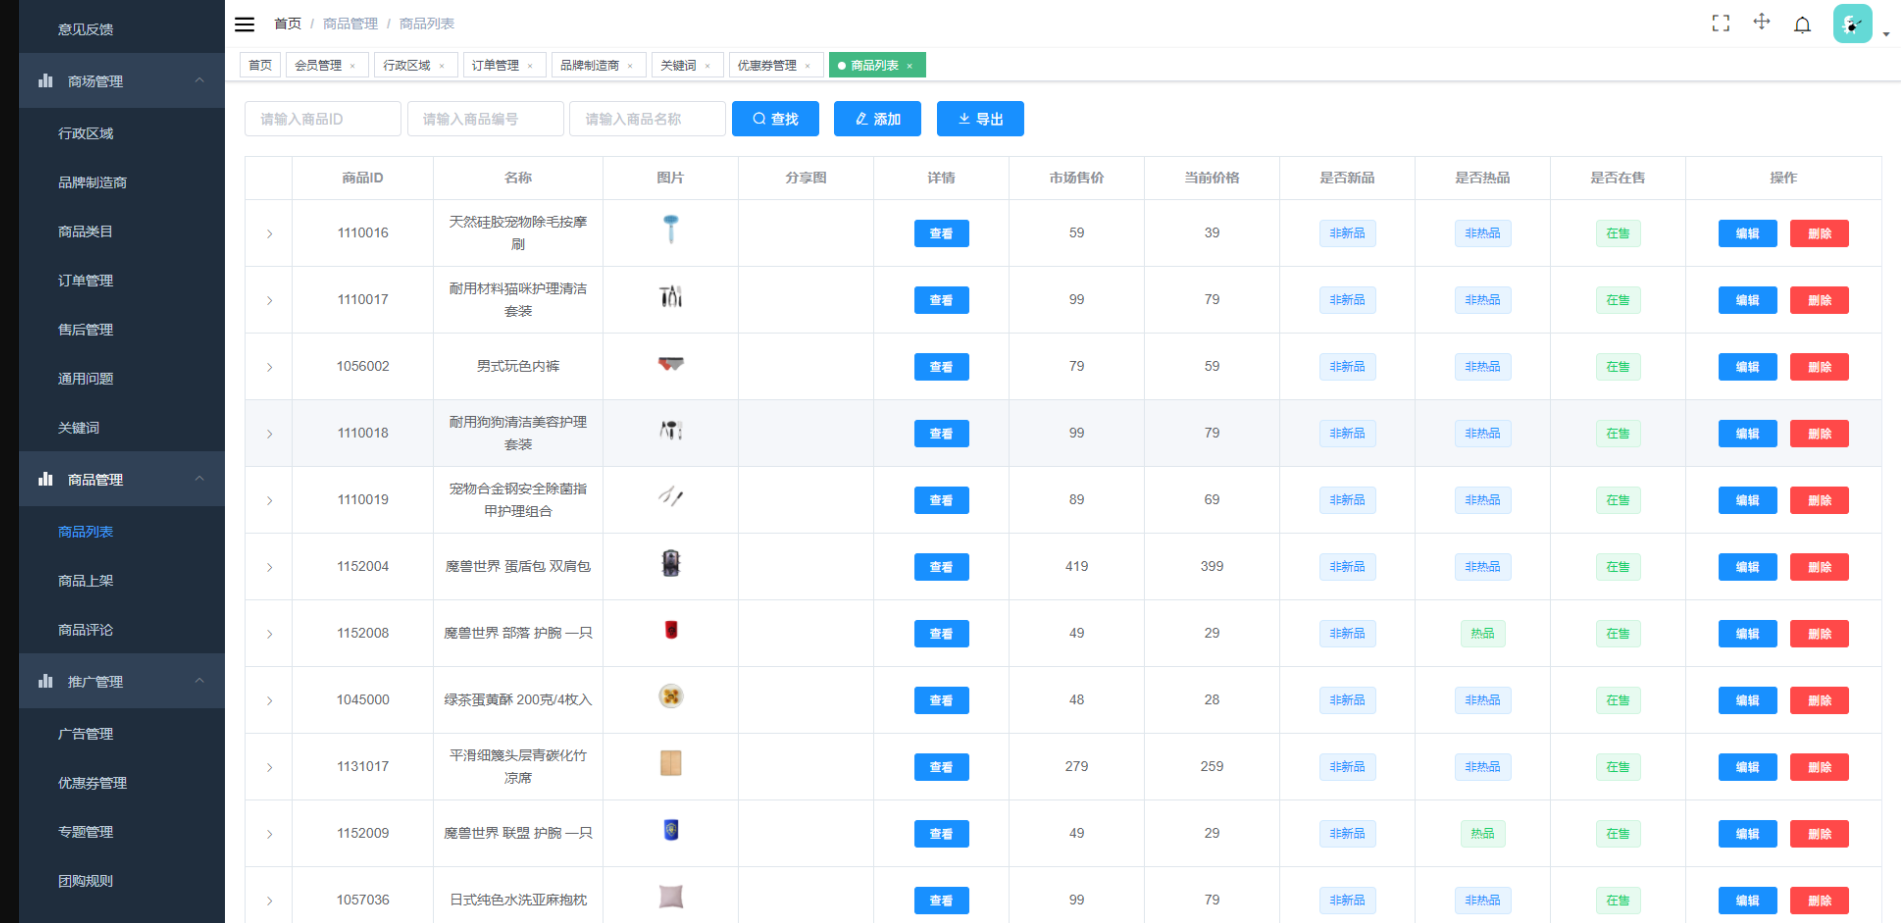 意见反馈
商场管理
行政区域
品牌制造商
商品类目
订单管理
售后管理
通用问题
关键词
商品管理
商品列表
商品上架
商品评论
推广管理
广告管理
优惠券管理
专题管理
团购规则
首页 / 商品管理 / 商品列表
首页 会员管理 × 行政区域 × 订单管理 × 品牌制造商 × 关键词 × 优惠券管理 × 商品列表 ×
请输入商品ID 请输入商品编号 请输入商品名称 查找 添加 导出
商品ID 名称 图片 分享图 详情 市场售价 当前价格 是否新品 是否热品 是否在售 操作
1110016 天然硅胶宠物除毛按摩 查看 59 39 非新品 非热品 在售 编辑 删除
刷
1110017 耐用材料猫咪护理清洁 查看 99 79 非新品 非热品 在售 编辑 删除
套装
1056002 男式玩色内裤 查看 79 59 非新品 非热品 在售 编辑 删除
1110018 耐用狗狗清洁美容护理 查看 99 79 非新品 非热品 在售 编辑 删除
套装
1110019 宠物合金钢安全除菌指 查看 89 69 非新品 非热品 在售 编辑 删除
甲护理组合
1152004 魔兽世界 蛋盾包 双肩包 查看 419 399 非新品 非热品 在售 编辑 删除
1152008 魔兽世界 部落 护腕 一只 查看 49 29 非新品 热品 在售 编辑 删除
1045000 绿茶蛋黄酥 200克/4枚入 查看 48 28 非新品 非热品 在售 编辑 删除
1131017 平滑细篾头层青碳化竹 查看 279 259 非新品 非热品 在售 编辑 删除
凉席
1152009 魔兽世界 联盟 护腕 一只 查看 49 29 非新品 热品 在售 编辑 删除
1057036 日式纯色水洗亚麻抱枕 查看 99 79 非新品 非热品 在售 编辑 删除